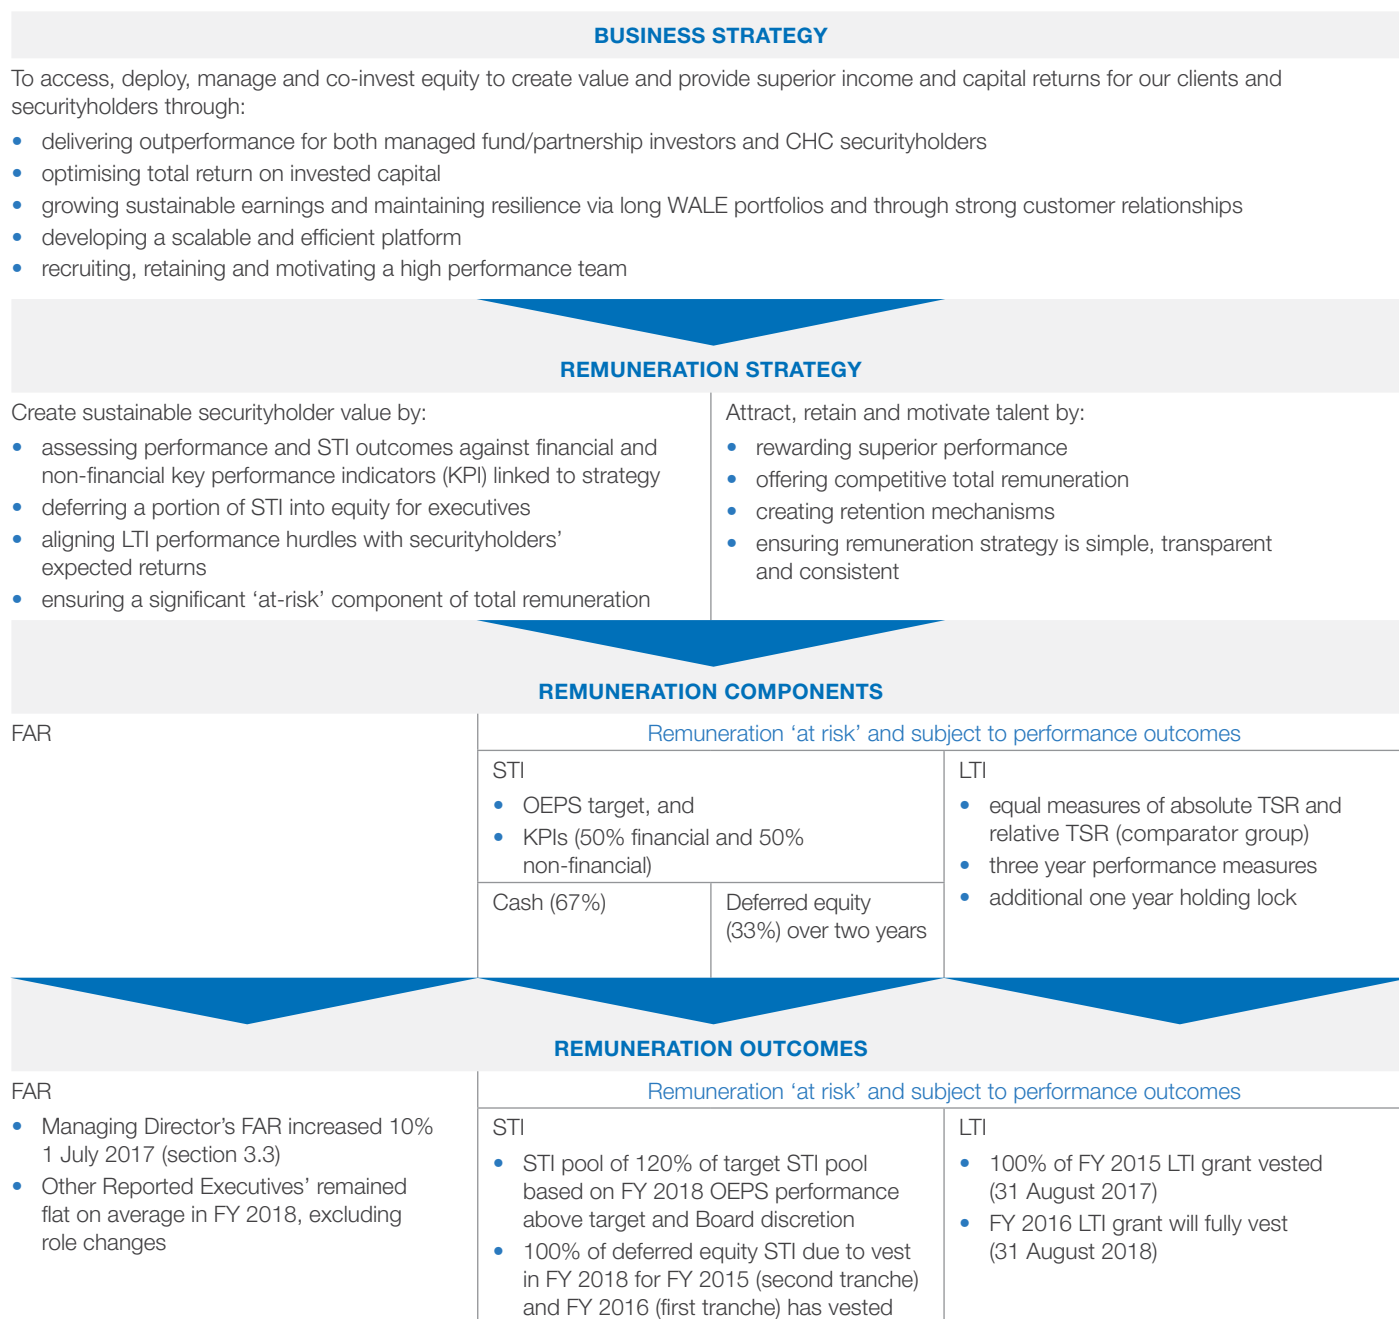 BUSINESS STRATEGY
To access, deploy, manage and co-invest equity to create value and provide superior income and capital returns for our clients and
securityholders through:
• delivering outperformance for both managed fund/partnership investors and CHC securityholders
• optimising total return on invested capital
• growing sustainable earnings and maintaining resilience via long WALE portfolios and through strong customer relationships
• developing a scalable and efficient platform
• recruiting, retaining and motivating a high performance team
REMUNERATION STRATEGY
Create sustainable securityholder value by:
• assessing performance and STI outcomes against financial and
non-financial key performance indicators (KPI) linked to strategy
• deferring a portion of STI into equity for executives
• aligning LTI performance hurdles with securityholders’
expected returns
• ensuring a significant ‘at-risk’ component of total remuneration
Attract, retain and motivate talent by:
• rewarding superior performance
• offering competitive total remuneration
• creating retention mechanisms
• ensuring remuneration strategy is simple, transparent
and consistent
REMUNERATION COMPONENTS
FAR
Remuneration ‘at risk’ and subject to performance outcomes
STI
• OEPS target, and
• KPIs (50% financial and 50%
non-financial)
Cash (67%)
Deferred equity
(33%) over two years
LTI
• equal measures of absolute TSR and
relative TSR (comparator group)
• three year performance measures
• additional one year holding lock
REMUNERATION OUTCOMES
FAR
• Managing Director’s FAR increased 10%
1 July 2017 (section 3.3)
• Other Reported Executives’ remained
flat on average in FY 2018, excluding
role changes
Remuneration ‘at risk’ and subject to performance outcomes
STI
• STI pool of 120% of target STI pool
based on FY 2018 OEPS performance
above target and Board discretion
• 100% of deferred equity STI due to vest
in FY 2018 for FY 2015 (second tranche)
and FY 2016 (first tranche) has vested
LTI
• 100% of FY 2015 LTI grant vested
(31 August 2017)
• FY 2016 LTI grant will fully vest
(31 August 2018)